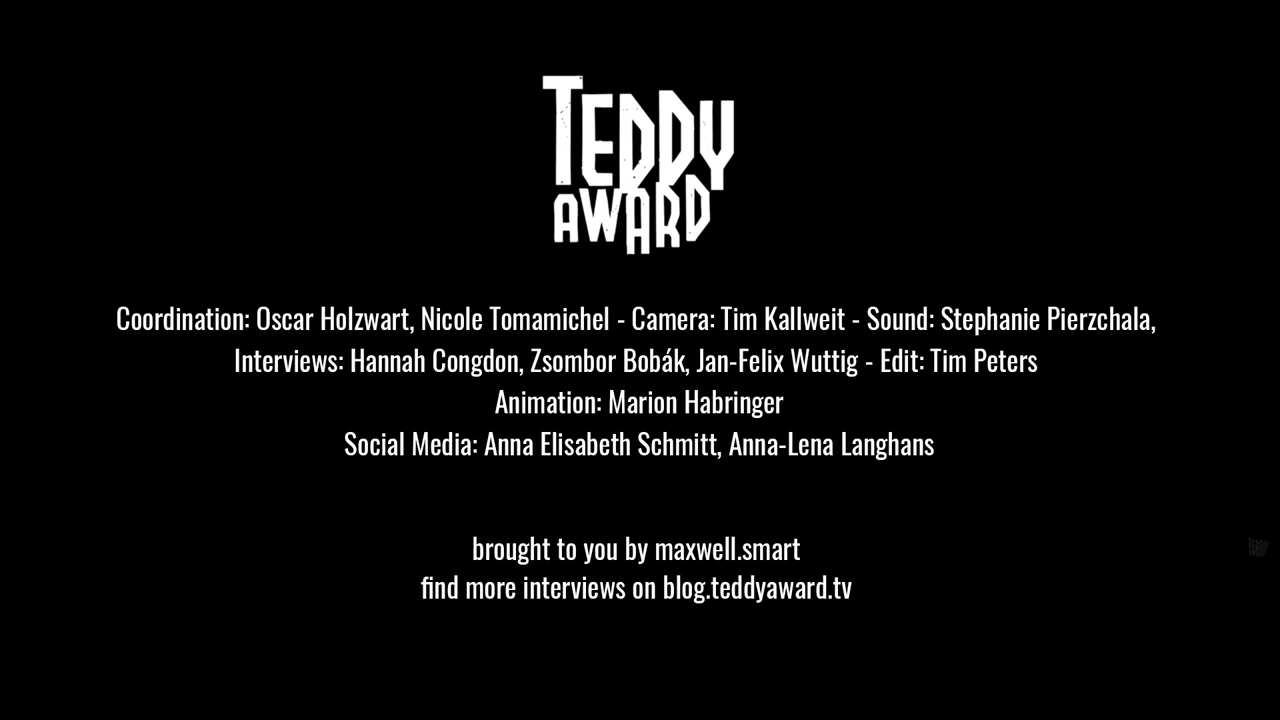 TEDDY
AWARD
Coordination: Oscar Holzwart, Nicole Tomamichel - Camera: Tim Kallweit - Sound: Stephanie Pierzchala,
Interviews: Hannah Congdon, Zsombor Bobák, Jan-Felix Wuttig - Edit: Tim Peters
Animation: Marion Habringer
Social Media: Anna Elisabeth Schmitt, Anna-Lena Langhans
brought to you by maxwell.smart
TEDDY
AWARD
find more interviews on blog.teddyaward.tv